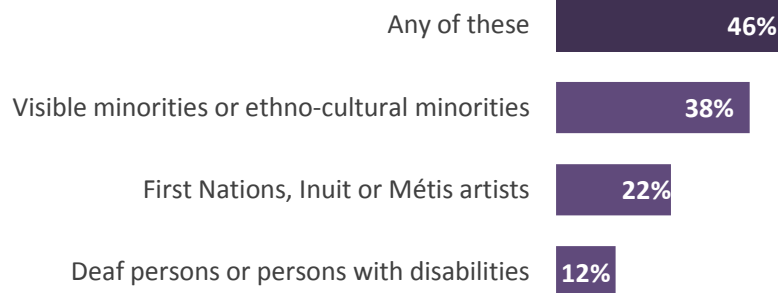 Any of these 46%
Visible minorities or ethno-cultural minorities 38%
First Nations, Inuit or Métis artists 22%
Deaf persons or persons with disabilities 12%